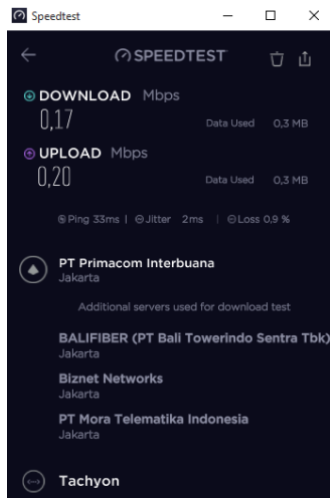 Speedtest
SPEEDTEST
DOWNLOAD Mbps
0,17
Data Used 0,3 MB
UPLOAD Mbps
0,20
Data Used 0,3 MB
Ping 33ms | Jitter 2ms | Loss 0,9 %
PT Primacom Interbuana
Jakarta
Additional servers used for download test
BALIFIBER (PT Bali Towerindo Sentra Tbk)
Jakarta
Biznet Networks
Jakarta
PT Mora Telematika Indonesia
Jakarta
Tachyon